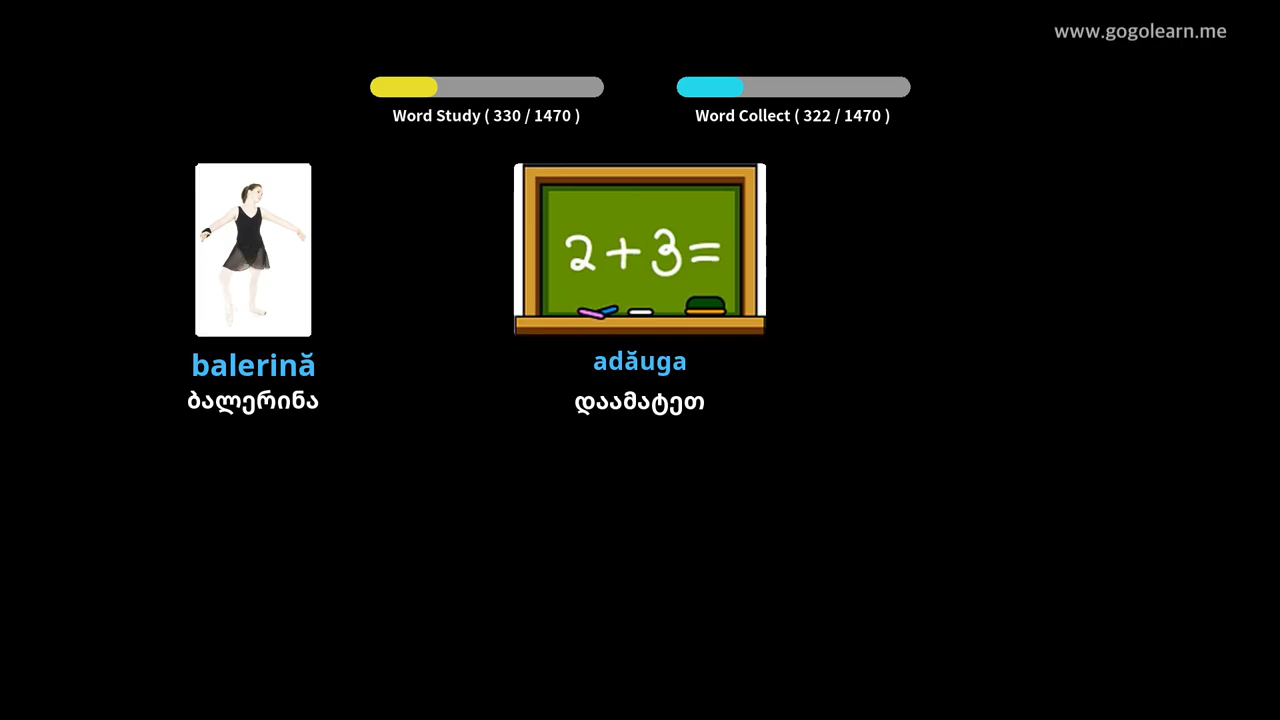 www.gogolearn.me
Word Study ( 330 / 1470 )
Word Collect ( 322 / 1470 )
2+3=
balerină
adăuga
ბალერინა
დაამატეთ